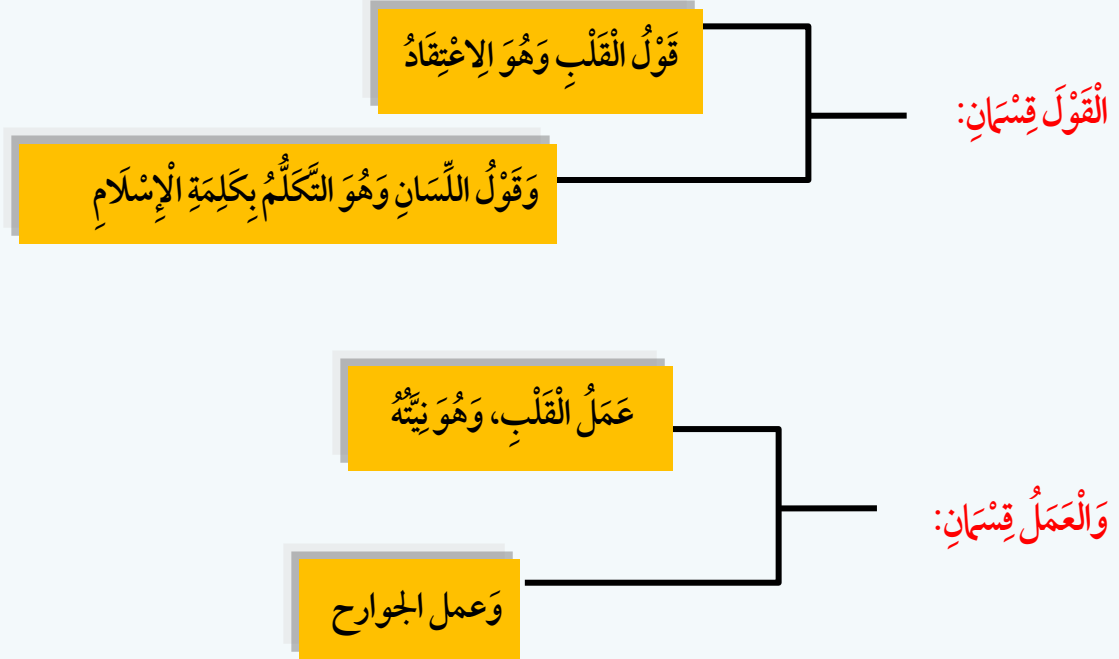 الْقَوْلَ قِسْمَانِ:
قَوْلُ الْقَلْبِ وَهُوَ الِاعْتِقَادُ
وَقَوْلُ اللِّسَانِ وَهُوَ التَّكَلُّمُ بِكَلِمَةِ الْإِسْلَامِ
وَالْعَمَلُ قِسْمَانِ:
عَمَلُ الْقَلْبِ، وَهُوَ نِيَّتُهُ
وَعمل الجوارح